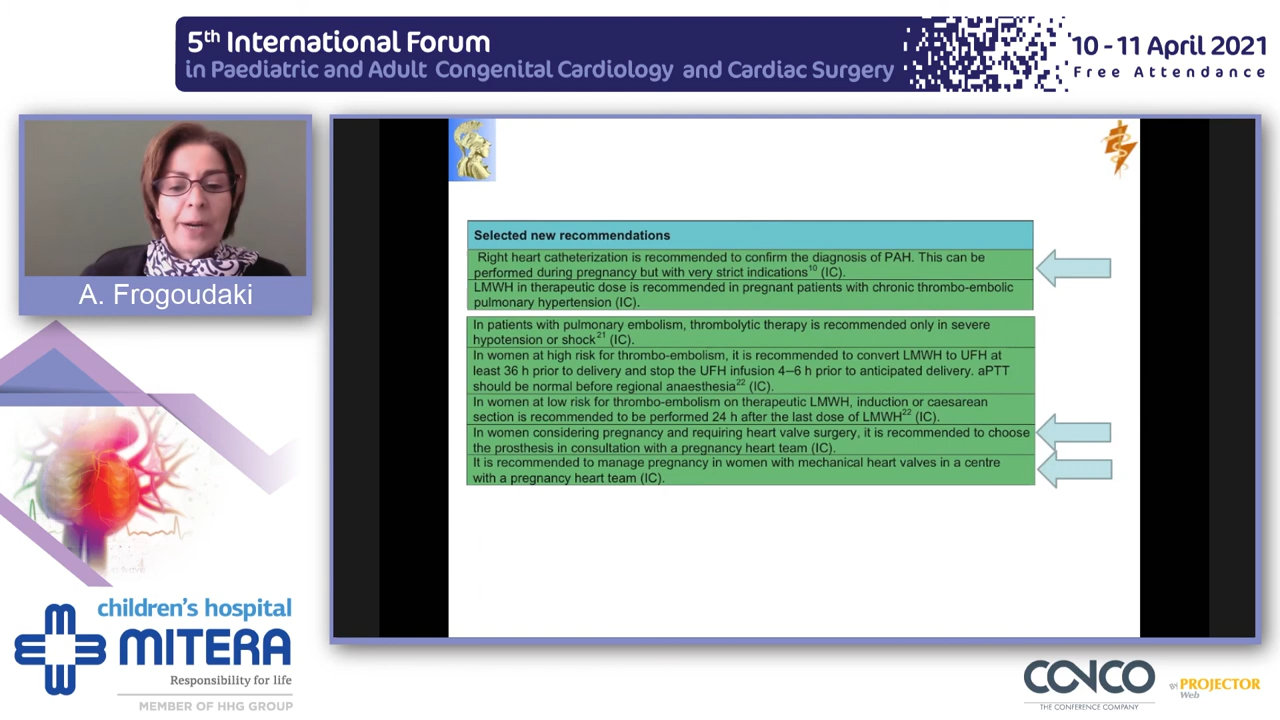 5th International Forum
in Paediatric and Adult Congenital Cardiology and Cardiac Surgery
10 - 11 April 2021
Free Attendance
A. Frogoudaki
Selected new recommendations
Right heart catheterization is recommended to confirm the diagnosis of PAH. This can be
performed during pregnancy but with very strict indications10 (IC).
LMWH in therapeutic dose is recommended in pregnant patients with chronic thrombo-embolic
pulmonary hypertension (IC).
In patients with pulmonary embolism, thrombolytic therapy is recommended only in severe
hypotension or shock21 (IC).
In women at high risk for thrombo-embolism, it is recommended to convert LMWH to UFH at
least 36 h prior to delivery and stop the UFH infusion 4–6 h prior to anticipated delivery. aPTT
should be normal before regional anaesthesia22 (IC).
In women at low risk for thrombo-embolism on therapeutic LMWH, induction or caesarean
section is recommended to be performed 24 h after the last dose of LMWH22 (IC).
In women considering pregnancy and requiring heart valve surgery, it is recommended to choose
the prosthesis in consultation with a pregnancy heart team (IC).
It is recommended to manage pregnancy in women with mechanical heart valves in a centre
with a pregnancy heart team (IC).
children's hospital
MITERA
Responsibility for life
MEMBER OF HHG GROUP
CONCO
THE CONFERENCE COMPANY
PROJECTOR
Web